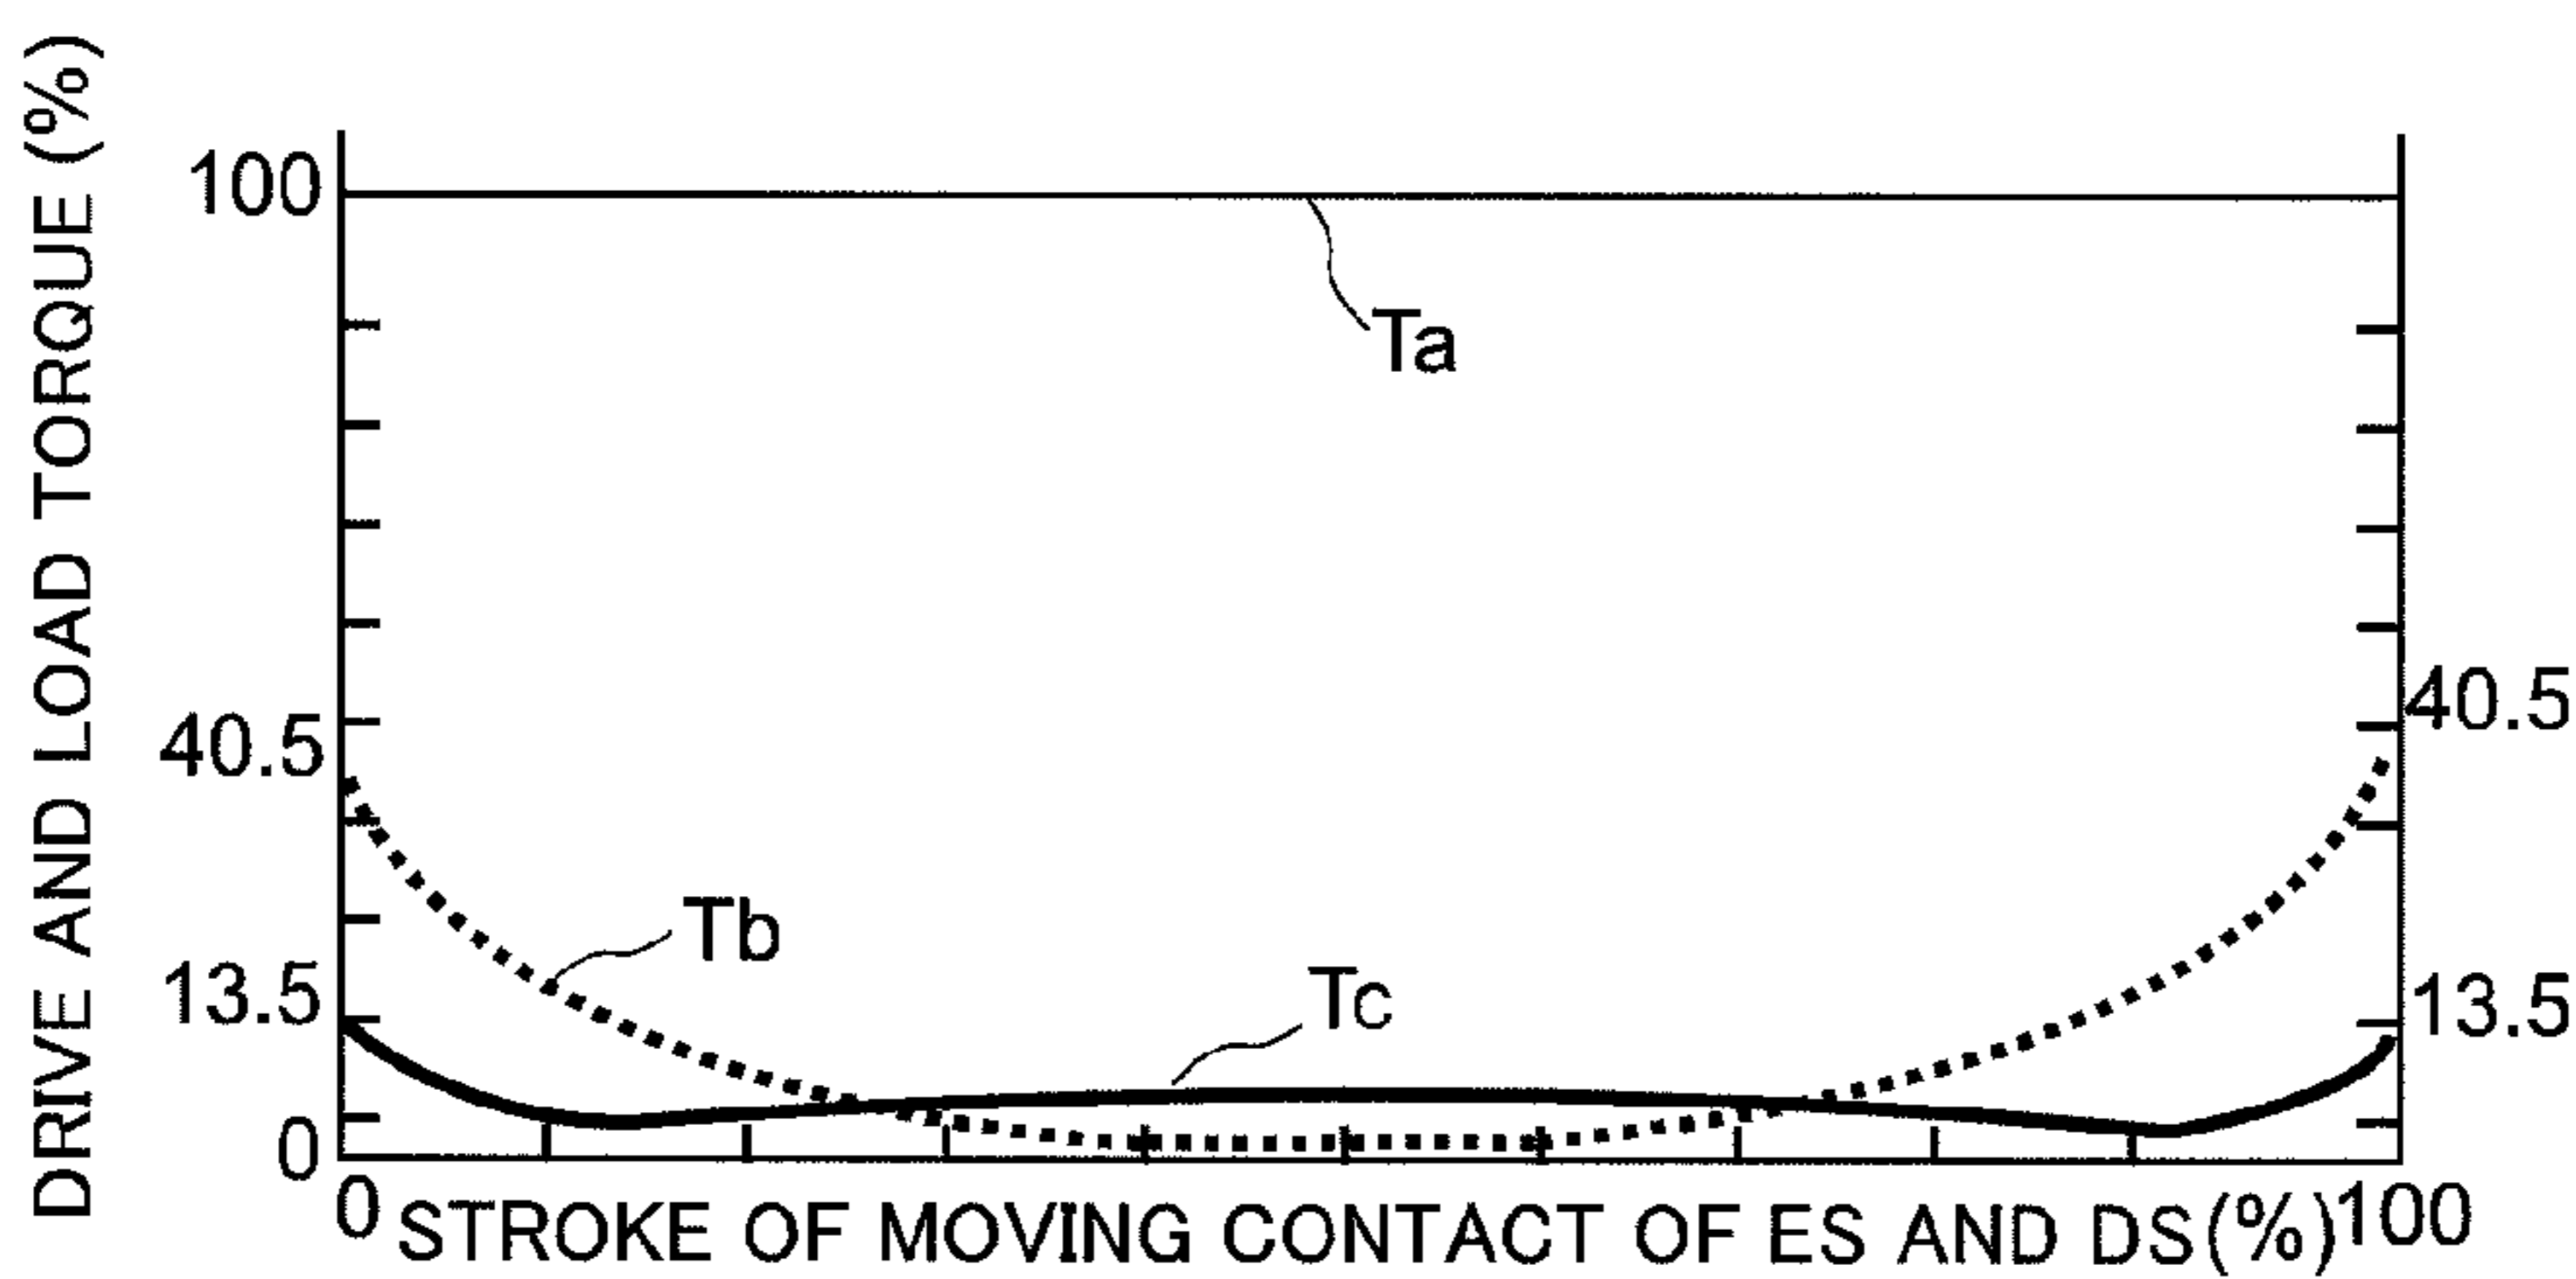 DRIVE AND LOAD TORQUE (%)
100
Ta
40.5
40.5
Tb
13.5
Tc
13.5
0
0
STROKE OF MOVING CONTACT OF ES AND DS(%)
100